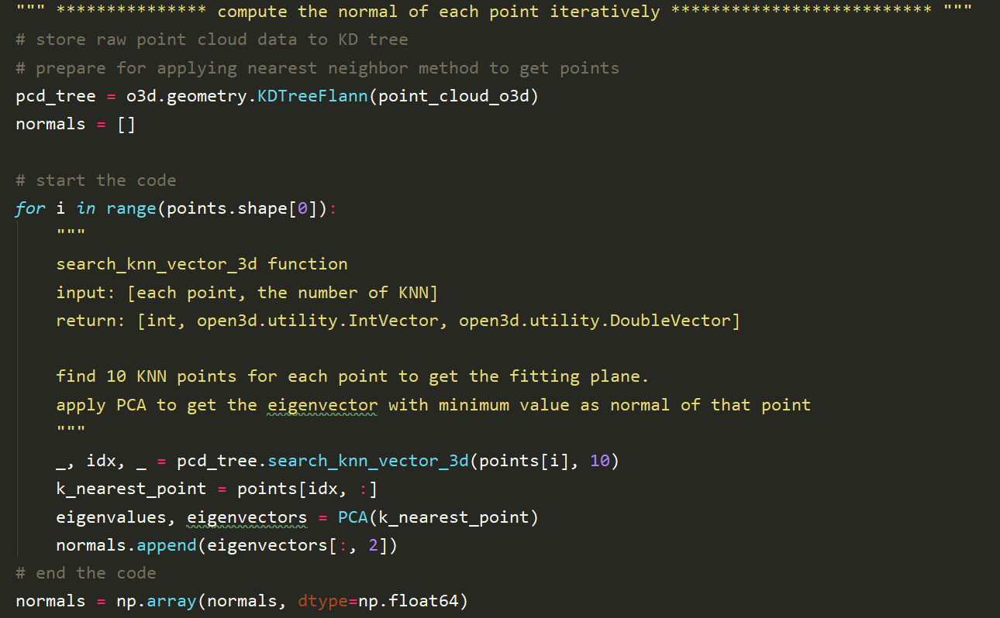 """ *************** compute the normal of each point iteratively ************************** """
# store raw point cloud data to KD tree
# prepare for applying nearest neighbor method to get points
pcd_tree = o3d.geometry.KDTreeFlann(point_cloud_o3d)
normals = []
# start the code
for i in range(points.shape[0]):
"""
search_knn_vector_3d function
input: [each point, the number of KNN]
return: [int, open3d.utility.IntVector, open3d.utility.DoubleVector]
find 10 KNN points for each point to get the fitting plane.
apply PCA to get the eigenvector with minimum value as normal of that point
"""
_, idx, _ = pcd_tree.search_knn_vector_3d(points[i], 10)
k_nearest_point = points[idx, :]
eigenvalues, eigenvectors = PCA(k_nearest_point)
normals.append(eigenvectors[:, 2])
# end the code
normals = np.array(normals, dtype=np.float64)